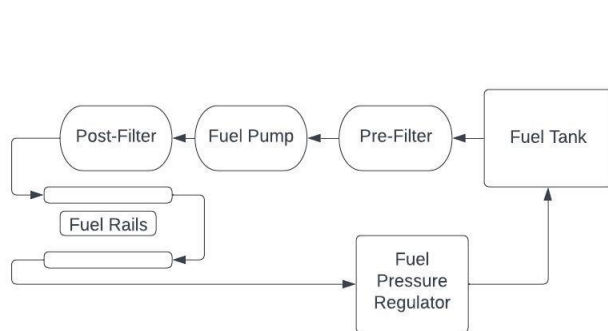 Post-Filter
Fuel Pump
Pre-Filter
Fuel Tank
Fuel Rails
Fuel
Pressure
Regulator